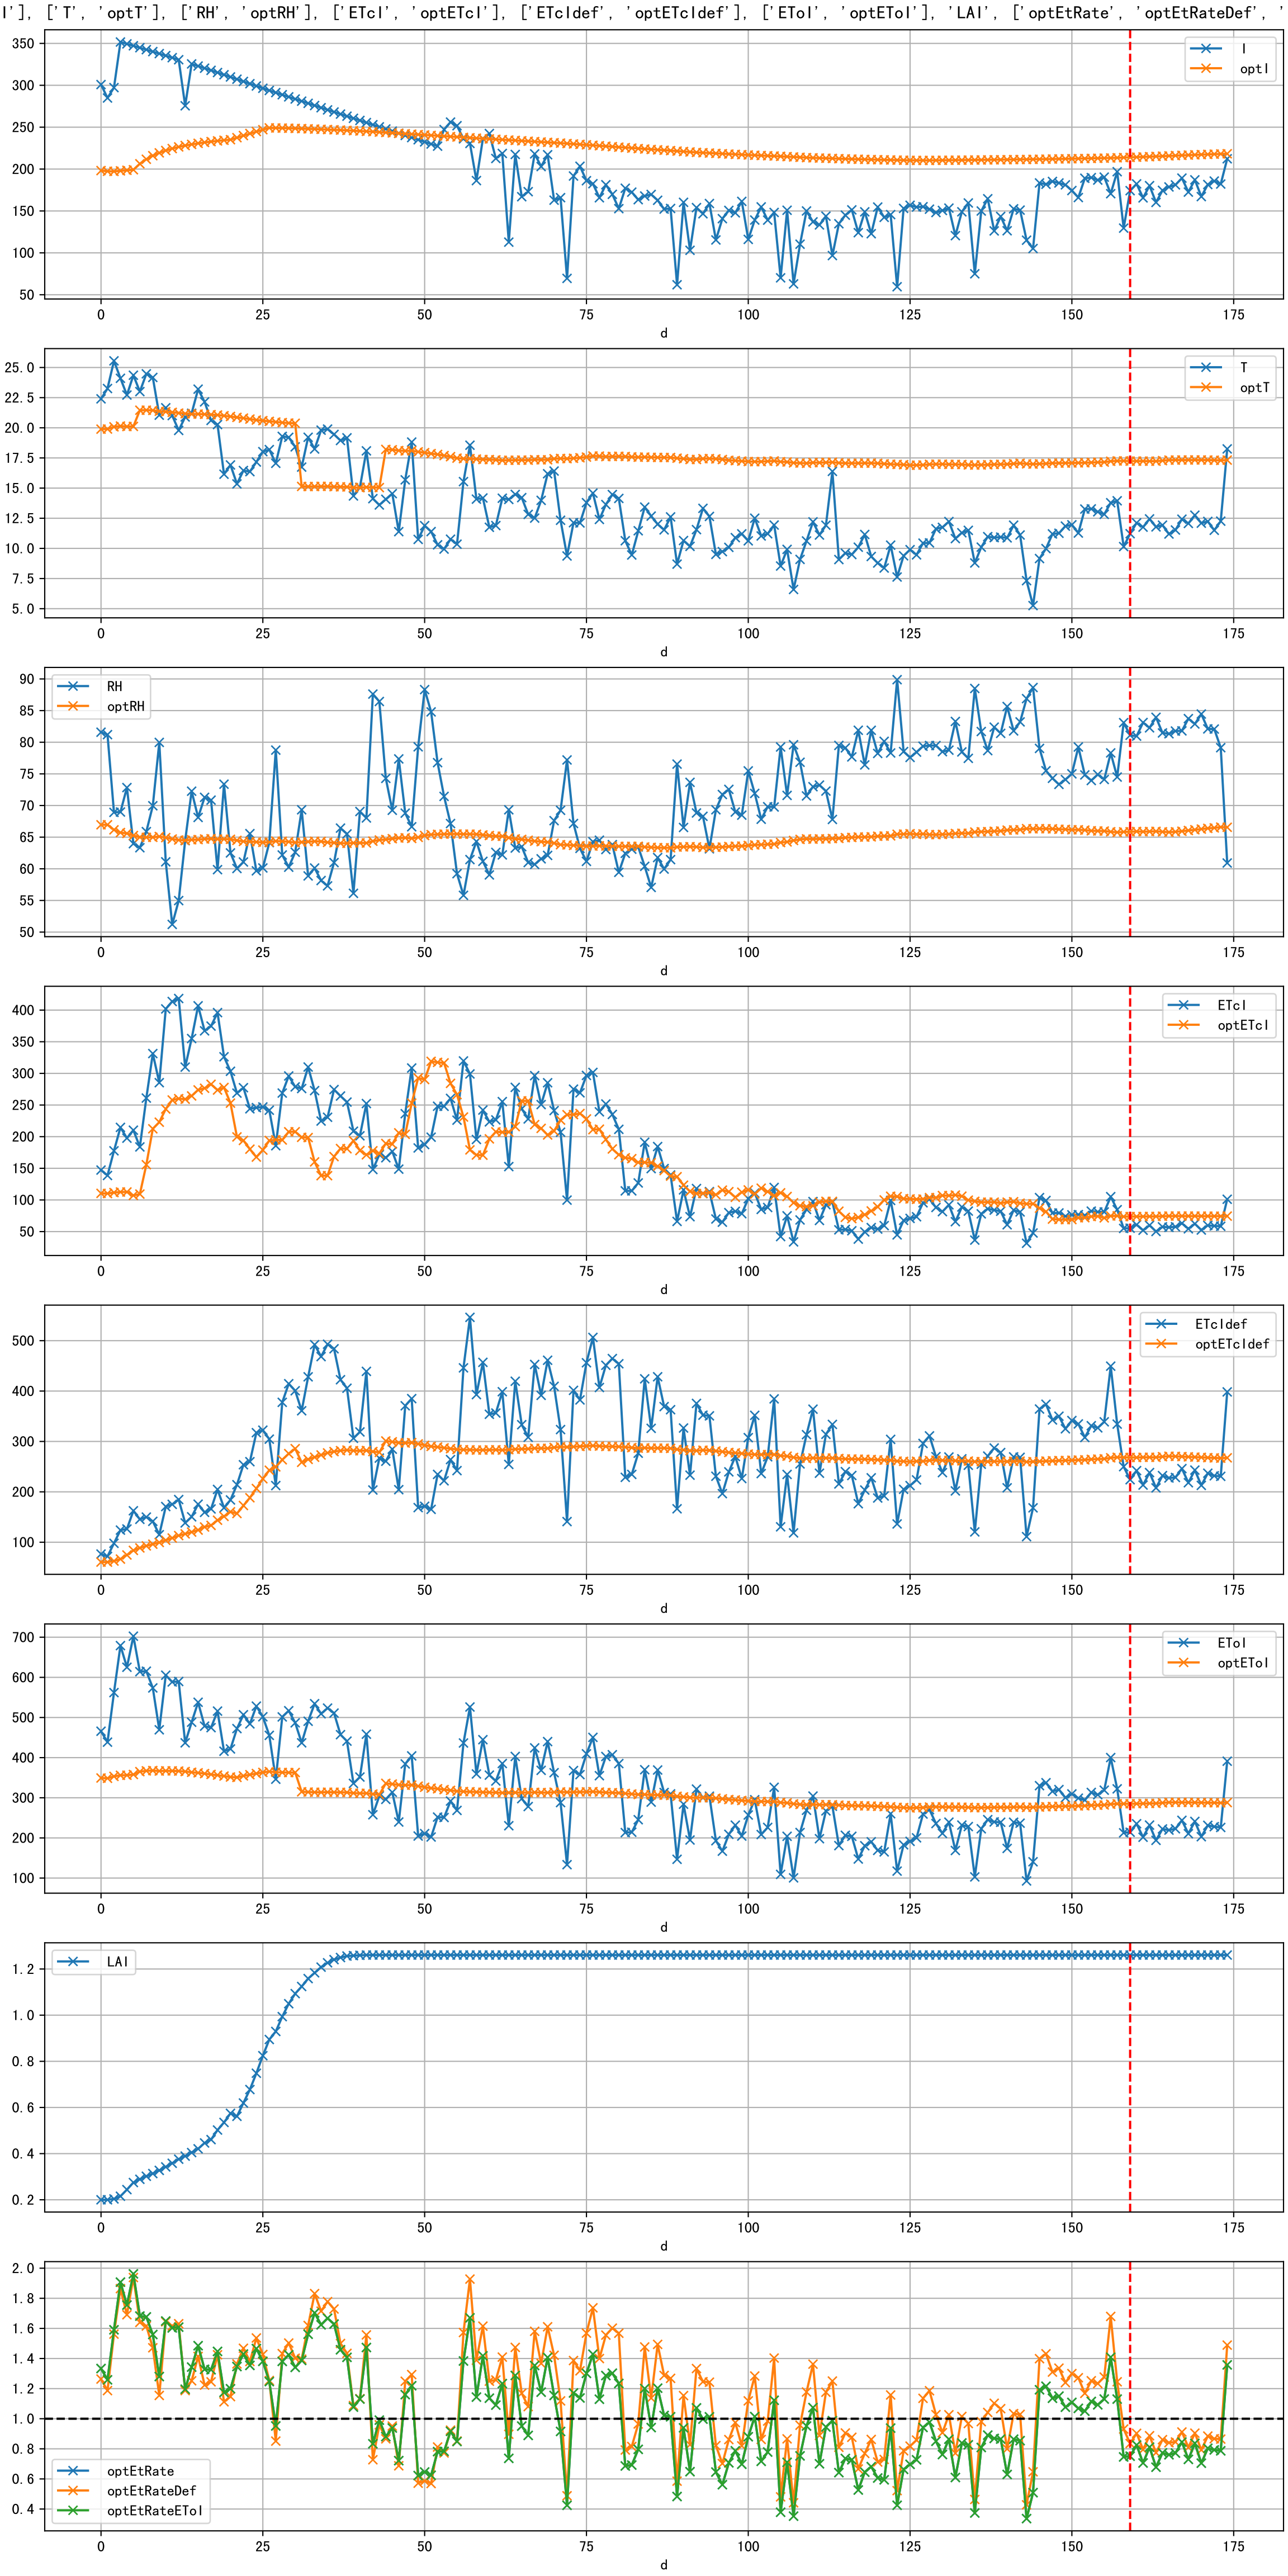 I'], ['T', 'optT'], ['RH', 'optRH'], ['ETcI', 'optETcI'], ['ETcIdef', 'optETcIdef'], ['EToI', 'optEToI'], 'LAI', ['optEtRate', 'optEtRateDef', '
350
300
250
200
150
100
50
I
optI
0 25 50 75 100 125 150 175
d
25.0
22.5
20.0
17.5
15.0
12.5
10.0
7.5
5.0
T
optT
0 25 50 75 100 125 150 175
d
90
85
80
75
70
65
60
55
50
RH
optRH
0 25 50 75 100 125 150 175
d
400
350
300
250
200
150
100
50
ETcI
optETcI
0 25 50 75 100 125 150 175
d
500
400
300
200
100
ETcIdef
optETcIdef
0 25 50 75 100 125 150 175
d
700
600
500
400
300
200
100
EToI
optEToI
0 25 50 75 100 125 150 175
d
1.2
1.0
0.8
0.6
0.4
0.2
LAI
0 25 50 75 100 125 150 175
d
2.0
1.8
1.6
1.4
1.2
1.0
0.8
0.6
0.4
optEtRate
optEtRateDef
optEtRateEToI
0 25 50 75 100 125 150 175
d